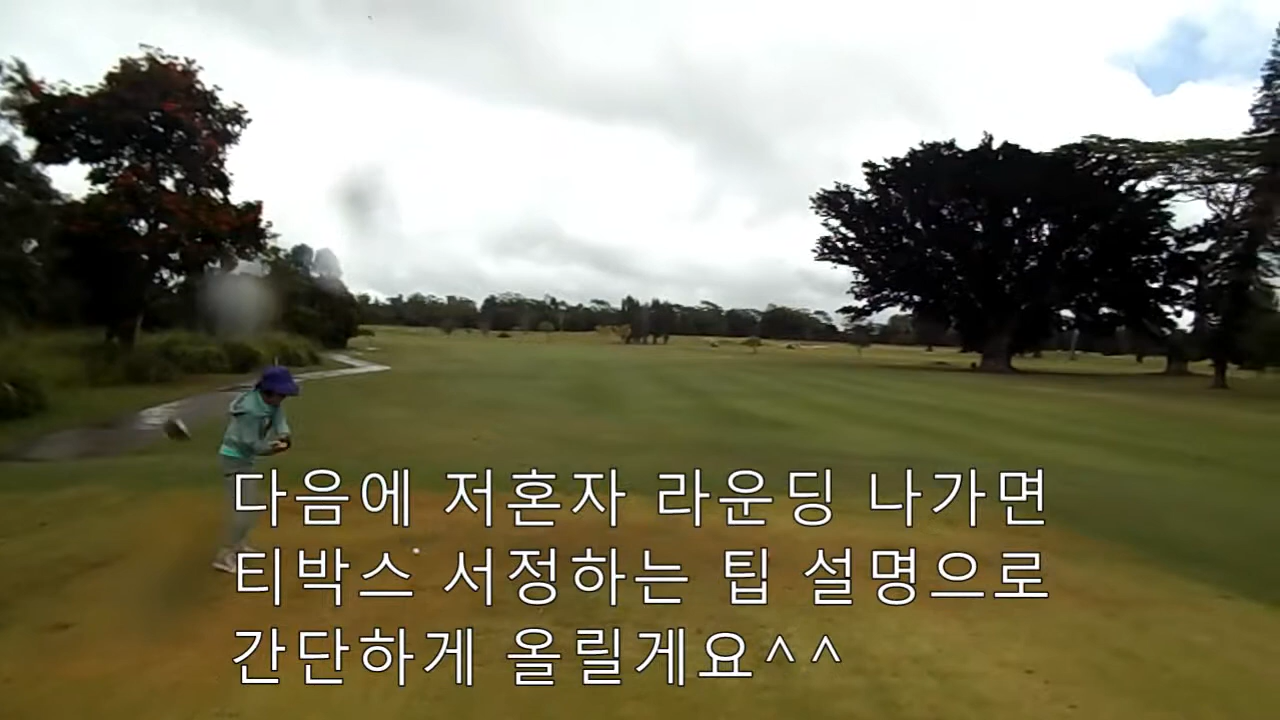 다음에 저혼자 라운딩 나가면
티박스 서정하는 팁 설명으로
간단하게 올릴게요^^